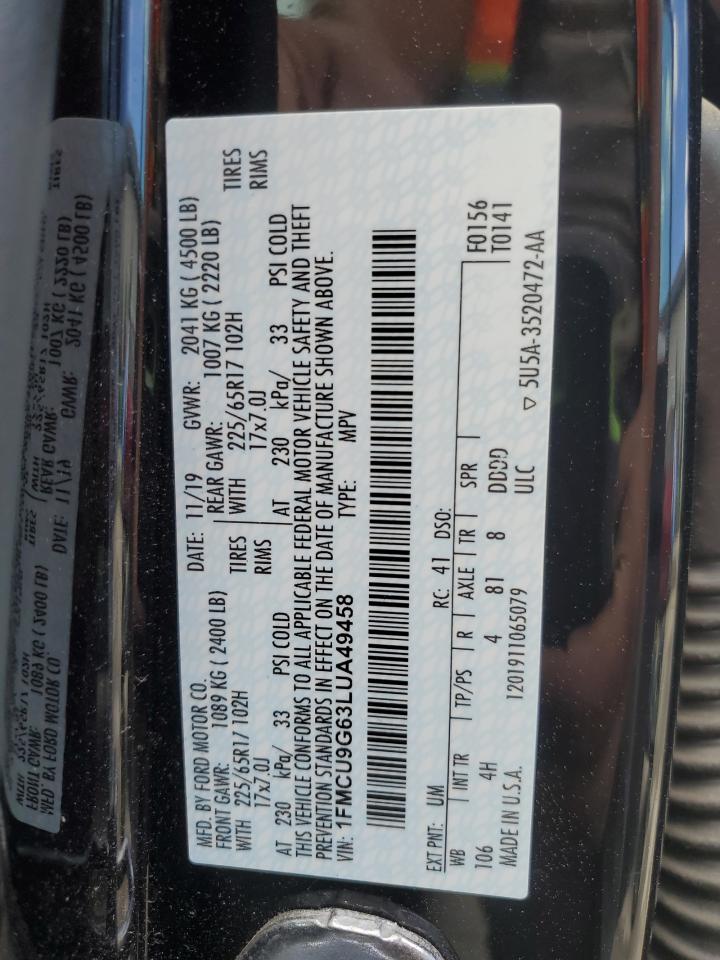 MFD. BY FORD MOTOR CO. DATE: 11/19 GVWR: 2041 KG ( 4500 LB)
FRONT GAWR: 1089 KG ( 2400 LB) REAR GAWR: 1007 KG ( 2220 LB)
WITH 225/65R17 102H TIRES WITH 225/65R17 102H TIRES
17x7.0J RIMS 17x7.0J RIMS
AT 230 kPa/ 33 PSI COLD AT 230 kPa/ 33 PSI COLD
THIS VEHICLE CONFORMS TO ALL APPLICABLE FEDERAL MOTOR VEHICLE SAFETY AND THEFT
PREVENTION STANDARDS IN EFFECT ON THE DATE OF MANUFACTURE SHOWN ABOVE.
VIN: 1FMCU9G63LUA49458 TYPE: MPV
EXT PNT: UM RC: 41 DSO:
WB INT TR TP/PS R AXLE TR SPR F0156
106 4H 4 81 8 DDDD T0141
MADE IN U.S.A. 1201911065079 ULC
▽ 5U5A-3520472-AA